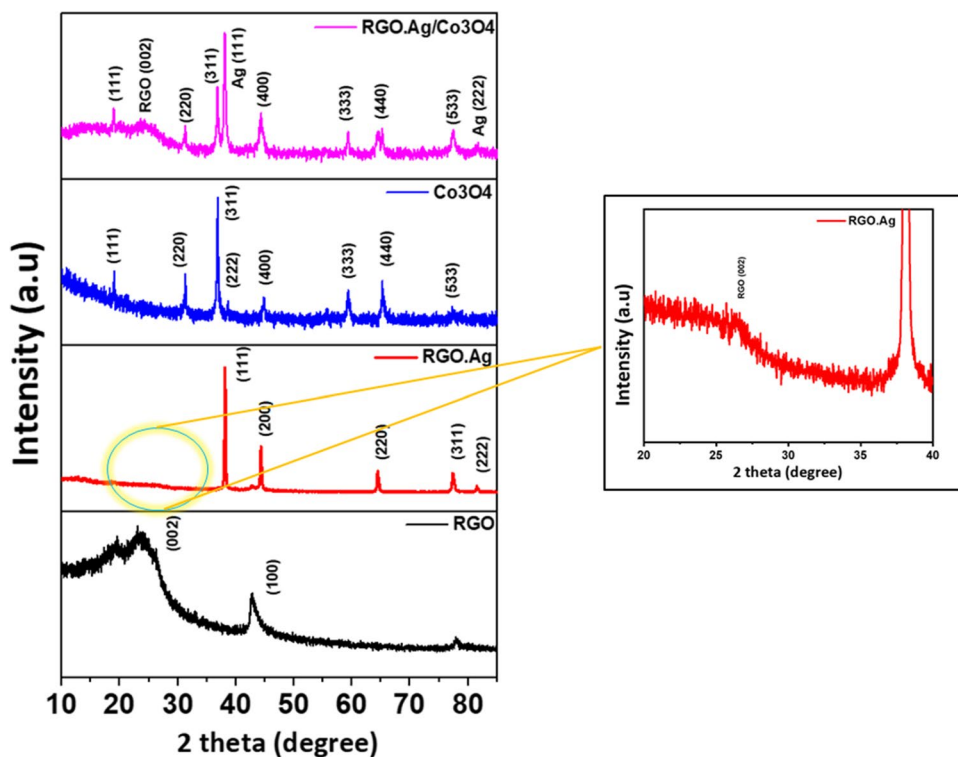 RGO.Ag/Co3O4
(111)
RGO (002)
(220)
(311)
Ag (111)
(400)
(333)
(440)
(533)
Ag (222)
Co3O4
(111)
(220)
(311)
(222)
(400)
(333)
(440)
(533)
RGO.Ag
(111)
(200)
(220)
(311)
(222)
RGO
(002)
(100)
Intensity (a.u)
10 20 30 40 50 60 70 80
2 theta (degree)
RGO.Ag
RGO (002)
Intensity (a.u)
20 25 30 35 40
2 theta (degree)